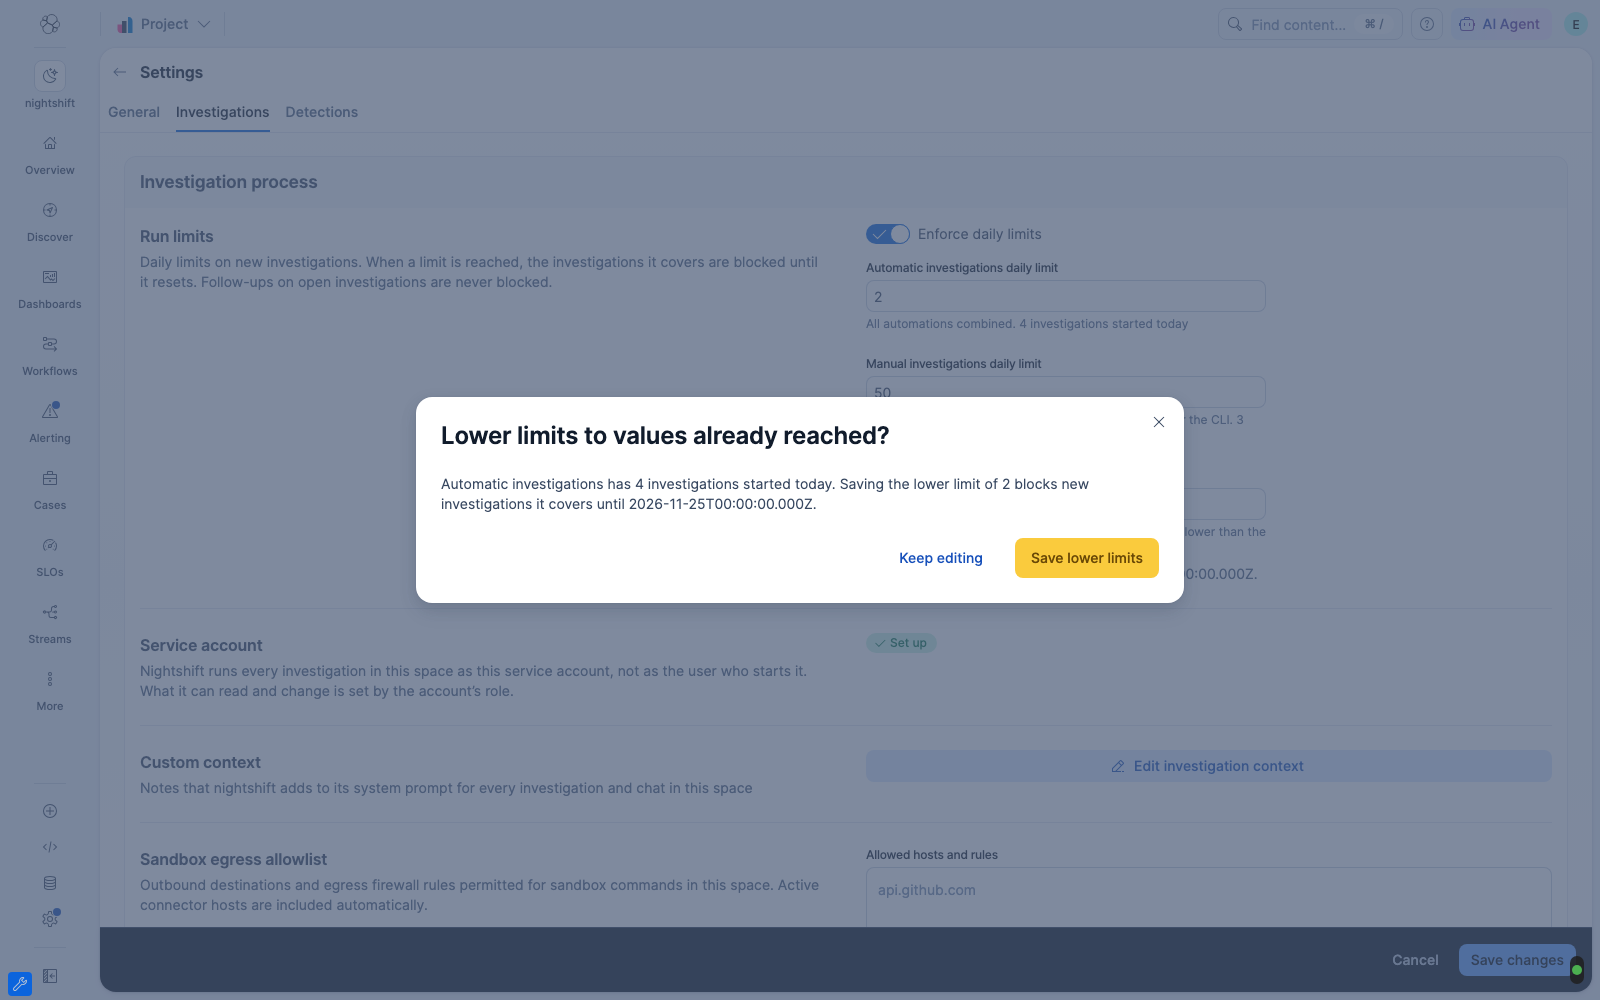 Project
Find content...
⌘ /
AI Agent
E
Settings
nightshift
General
Investigations
Detections
Overview
Investigation process
Discover
Run limits
Daily limits on new investigations. When a limit is reached, the investigations it covers are blocked until
it resets. Follow-ups on open investigations are never blocked.
Enforce daily limits
Automatic investigations daily limit
2
All automations combined. 4 investigations started today
Dashboards
Workflows
Manual investigations daily limit
50
the CLI. 3
Alerting
Lower limits to values already reached?
Automatic investigations has 4 investigations started today. Saving the lower limit of 2 blocks new
investigations it covers until 2026-11-25T00:00:00.000Z.
Keep editing
Save lower limits
lower than the
00:00.000Z.
Cases
SLOs
Streams
More
Service account
Nightshift runs every investigation in this space as this service account, not as the user who starts it.
What it can read and change is set by the account’s role.
Set up
Custom context
Notes that nightshift adds to its system prompt for every investigation and chat in this space
Edit investigation context
Sandbox egress allowlist
Outbound destinations and egress firewall rules permitted for sandbox commands in this space. Active
connector hosts are included automatically.
Allowed hosts and rules
api.github.com
Cancel
Save changes